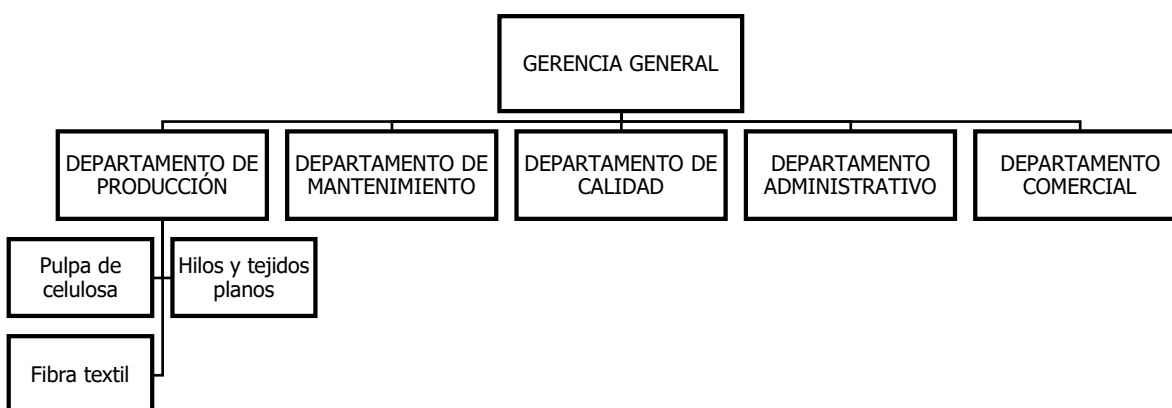 GERENCIA GENERAL
DEPARTAMENTO DE
PRODUCCIÓN
DEPARTAMENTO DE
MANTENIMIENTO
DEPARTAMENTO DE
CALIDAD
DEPARTAMENTO
ADMINISTRATIVO
DEPARTAMENTO
COMERCIAL
Pulpa de
celulosa
Hilos y tejidos
planos
Fibra textil